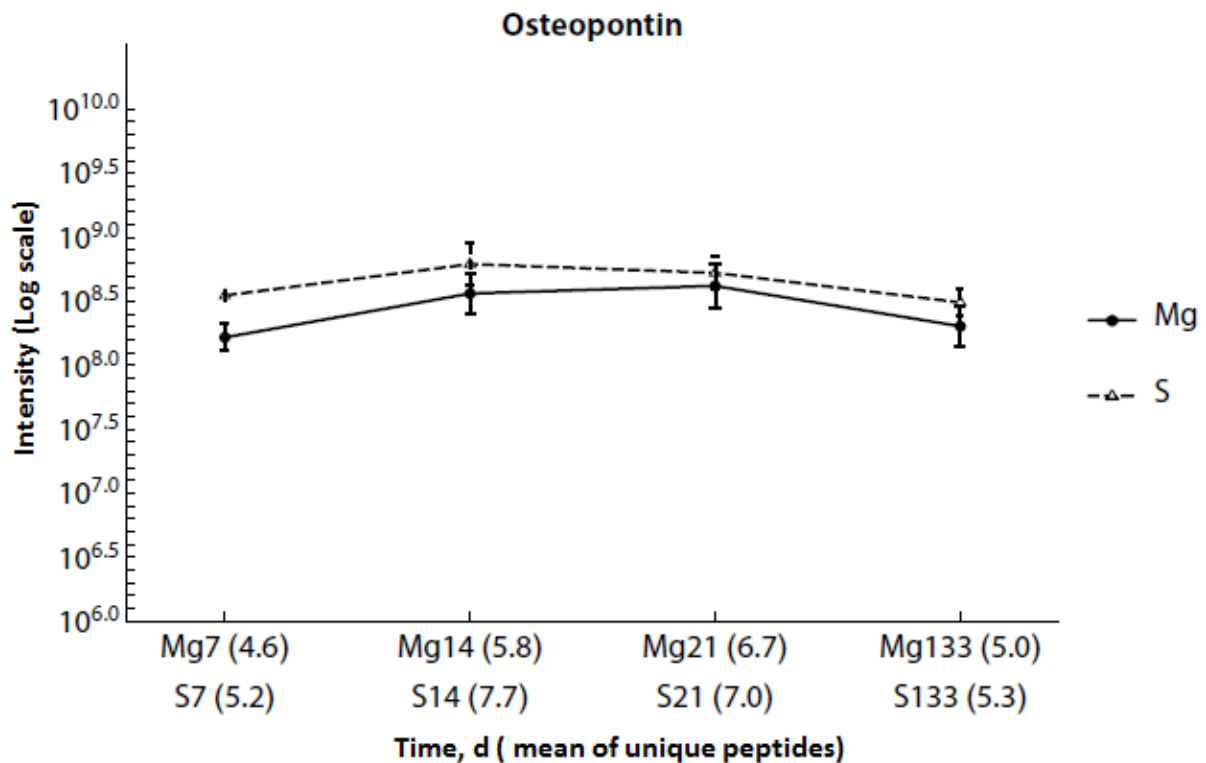 Osteopontin
10^10.0
10^9.5
10^9.0
10^8.5
10^8.0
10^7.5
10^7.0
10^6.5
10^6.0
Intensity (Log scale)
Mg
S
Mg7 (4.6) Mg14 (5.8) Mg21 (6.7) Mg133 (5.0)
S7 (5.2) S14 (7.7) S21 (7.0) S133 (5.3)
Time, d ( mean of unique peptides)